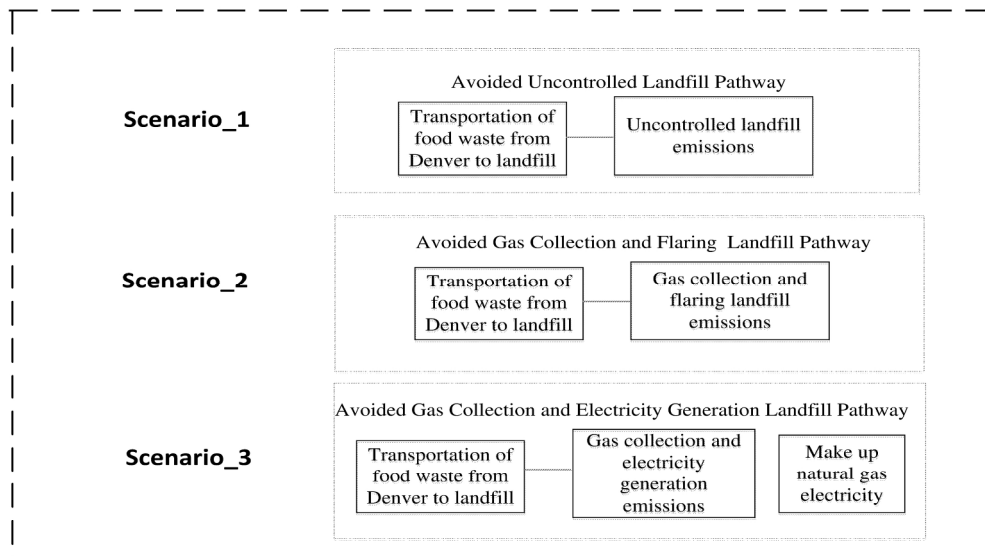 Avoided Uncontrolled Landfill Pathway
Scenario_1
Transportation of
food waste from
Denver to landfill
Uncontrolled landfill
emissions
Avoided Gas Collection and Flaring Landfill Pathway
Scenario_2
Transportation of
food waste from
Denver to landfill
Gas collection and
flaring landfill
emissions
Avoided Gas Collection and Electricity Generation Landfill Pathway
Scenario_3
Transportation of
food waste from
Denver to landfill
Gas collection and
electricity
generation
emissions
Make up
natural gas
electricity